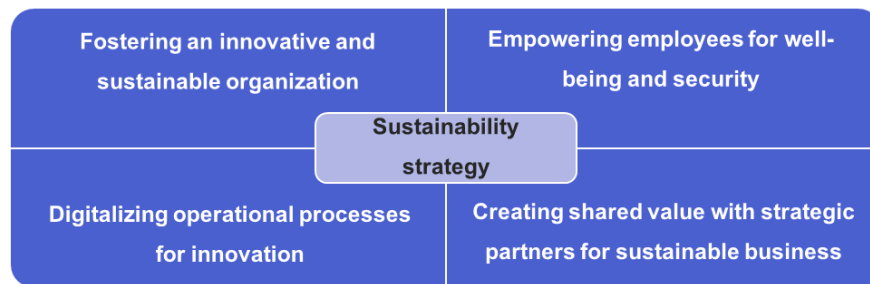 Fostering an innovative and
sustainable organization
Empowering employees for well-
being and security
Sustainability
strategy
Digitalizing operational processes
for innovation
Creating shared value with strategic
partners for sustainable business